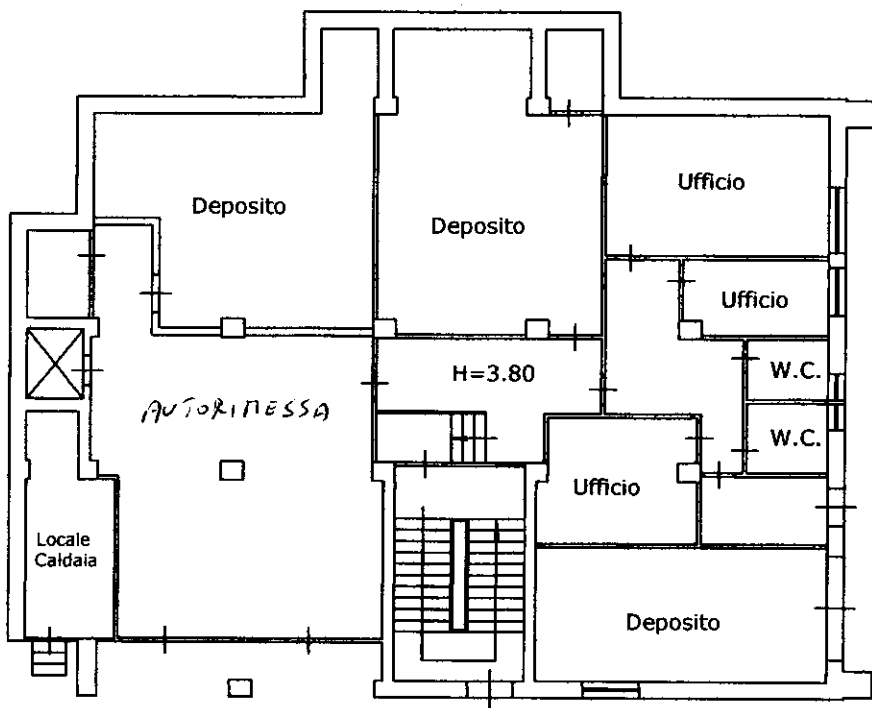 Ufficio
Deposito
Deposito
Ufficio
H=3.80
W.C.
AUTORIMESSA
W.C.
Ufficio
Locale
Caldaia
Deposito